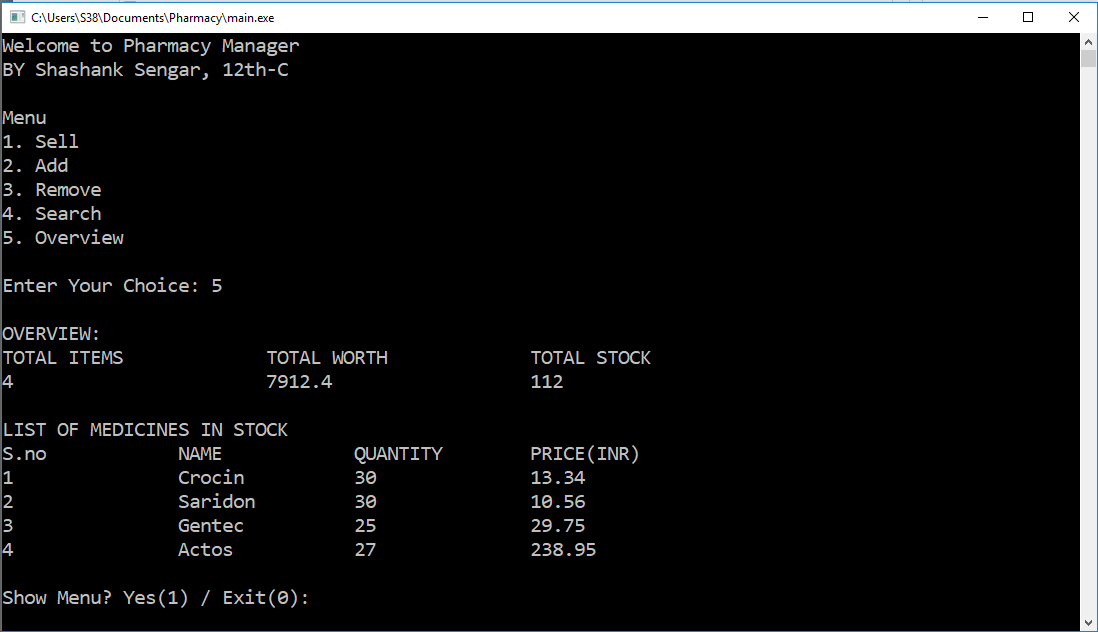 C:\Users\S38\Documents\Pharmacy\main.exe
Welcome to Pharmacy Manager
BY Shashank Sengar, 12th-C
Menu
1. Sell
2. Add
3. Remove
4. Search
5. Overview
Enter Your Choice: 5
OVERVIEW:
TOTAL ITEMS TOTAL WORTH TOTAL STOCK
4 7912.4 112
LIST OF MEDICINES IN STOCK
S.no NAME QUANTITY PRICE(INR)
1 Crocin 30 13.34
2 Saridon 30 10.56
3 Gentec 25 29.75
4 Actos 27 238.95
Show Menu? Yes(1) / Exit(0):